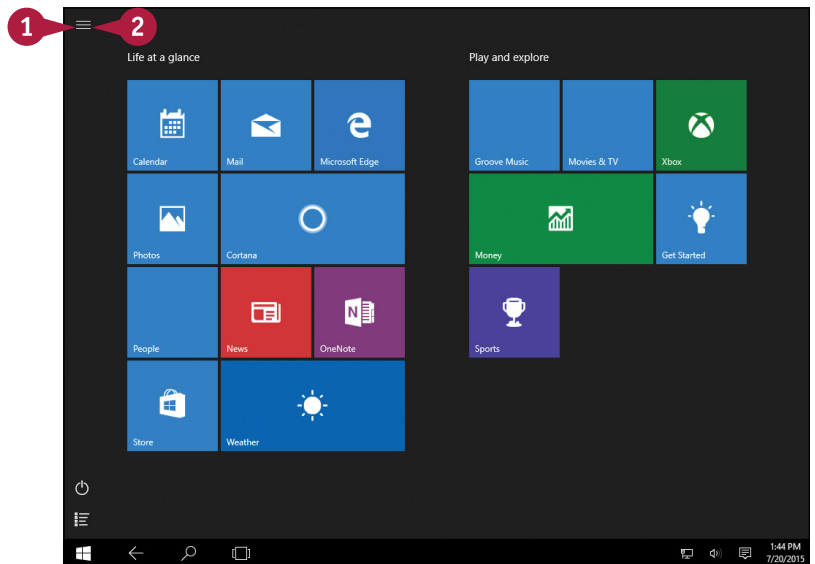 1
2
Life at a glance
Play and explore
Calendar
Mail
Microsoft Edge
Groove Music
Movies & TV
Xbox
Photos
Cortana
Money
Get Started
People
News
N
OneNote
Sports
Store
Weather
1:44 PM
7/20/2015